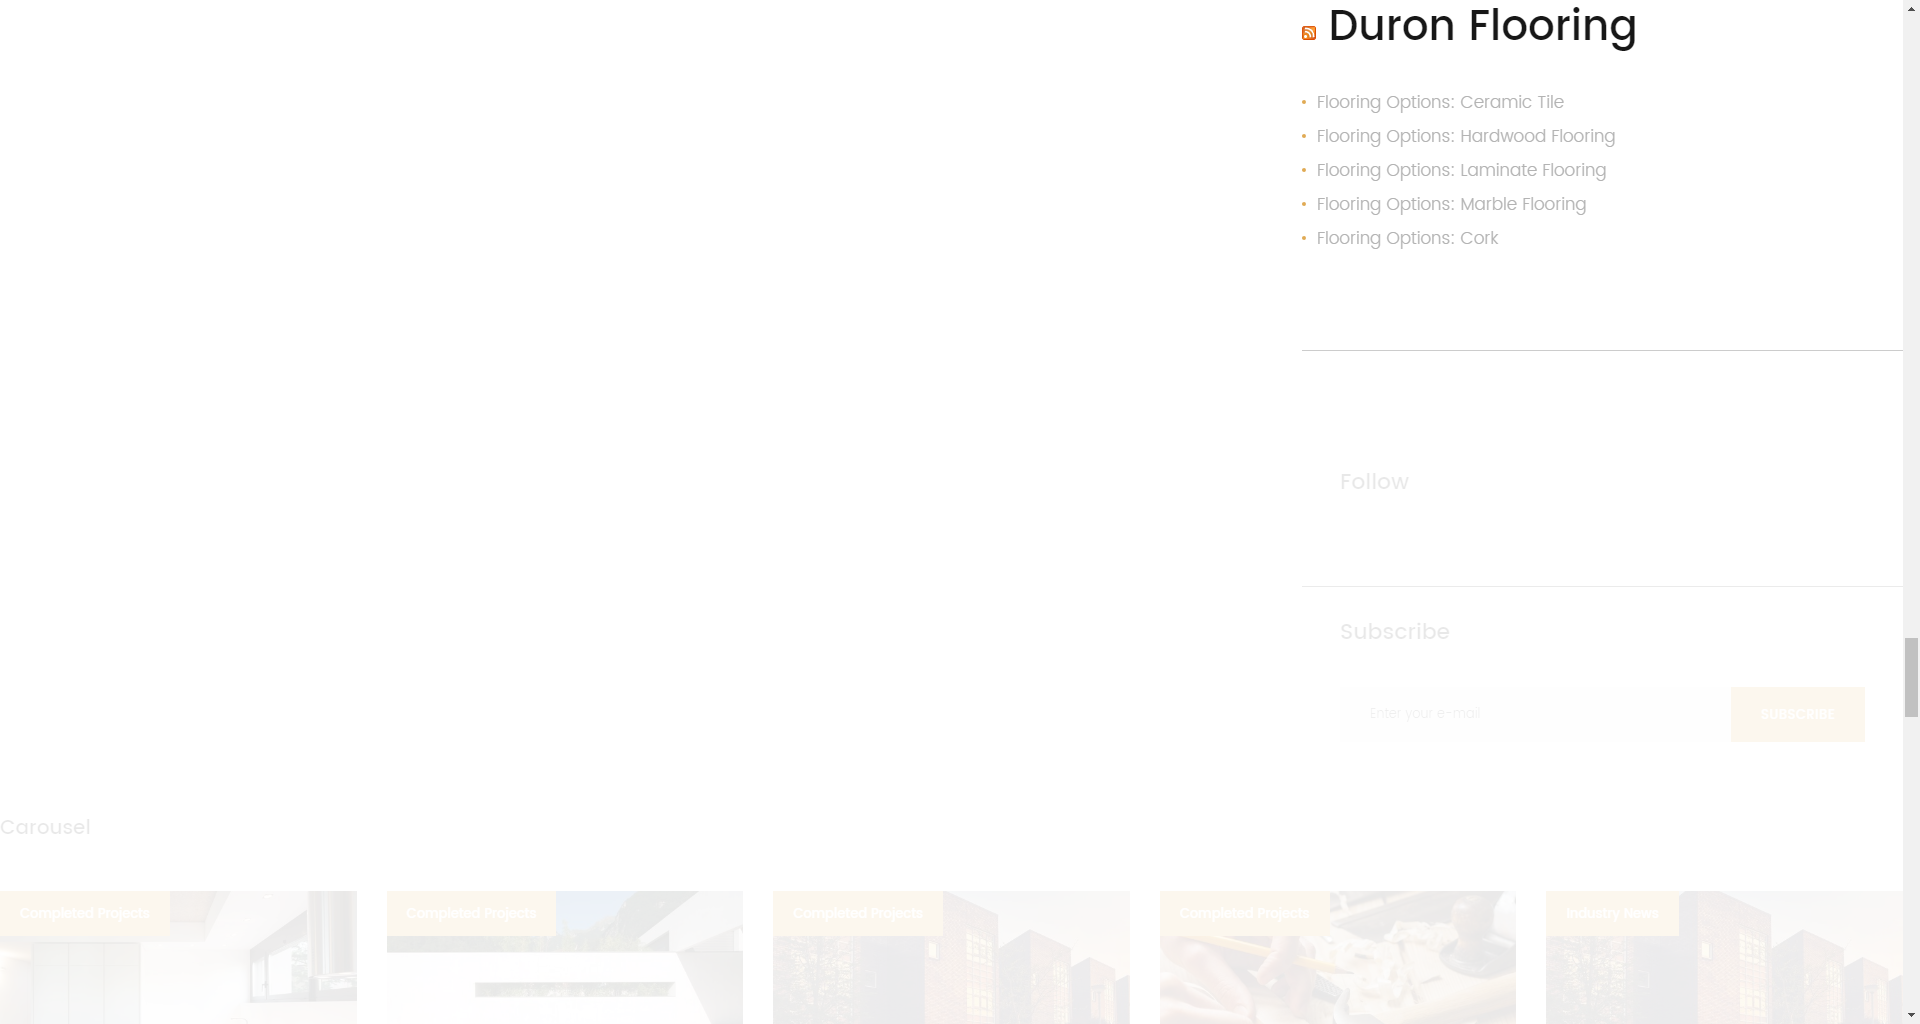 Duron Flooring
Flooring Options: Ceramic Tile
Flooring Options: Hardwood Flooring
Flooring Options: Laminate Flooring
Flooring Options: Marble Flooring
Flooring Options: Cork
Follow
Subscribe
Enter your e-mail
SUBSCRIBE
Carousel
Completed Projects
Completed Projects
Completed Projects
Completed Projects
Industry News